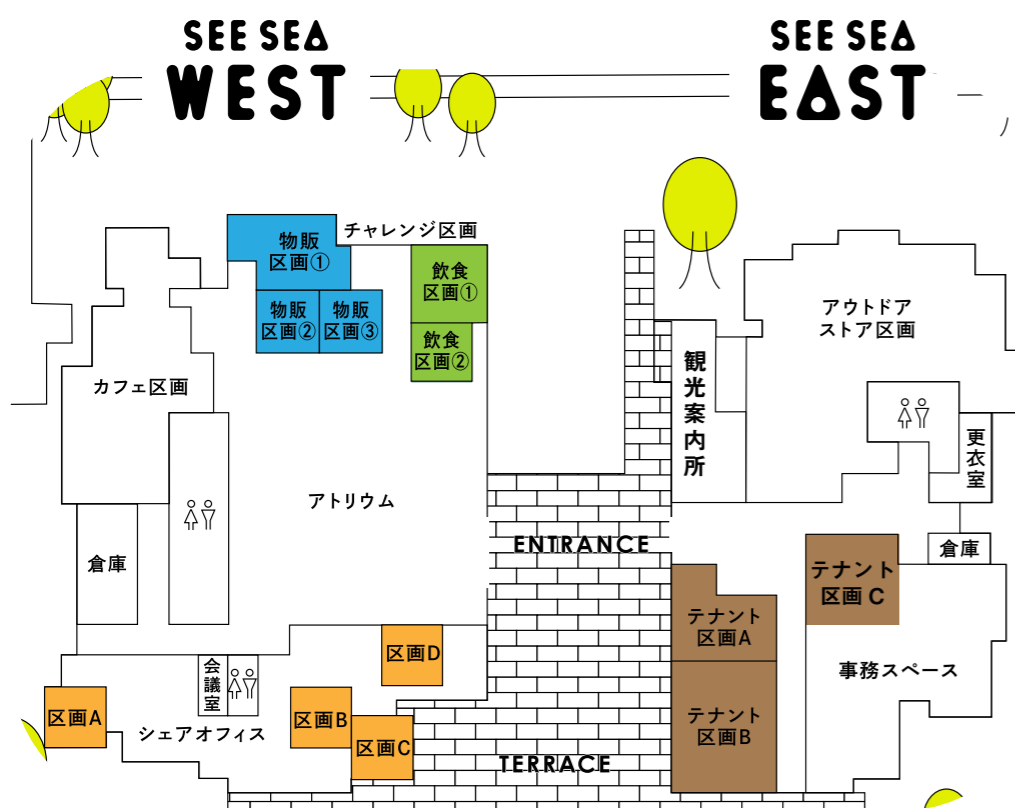 SEE SEA
WEST
SEE SEA
EAST
物販
区画①
チャレンジ区画
飲食
区画①
物販
区画②
物販
区画③
飲食
区画②
カフェ区画
アトリウム
倉庫
観光案内所
アウトドア
ストア区画
更衣室
倉庫
ENTRANCE
テナント
区画A
テナント
区画B
テナント
区画 C
事務スペース
区画D
会議室
区画A
区画B
区画C
シェアオフィス
TERRACE